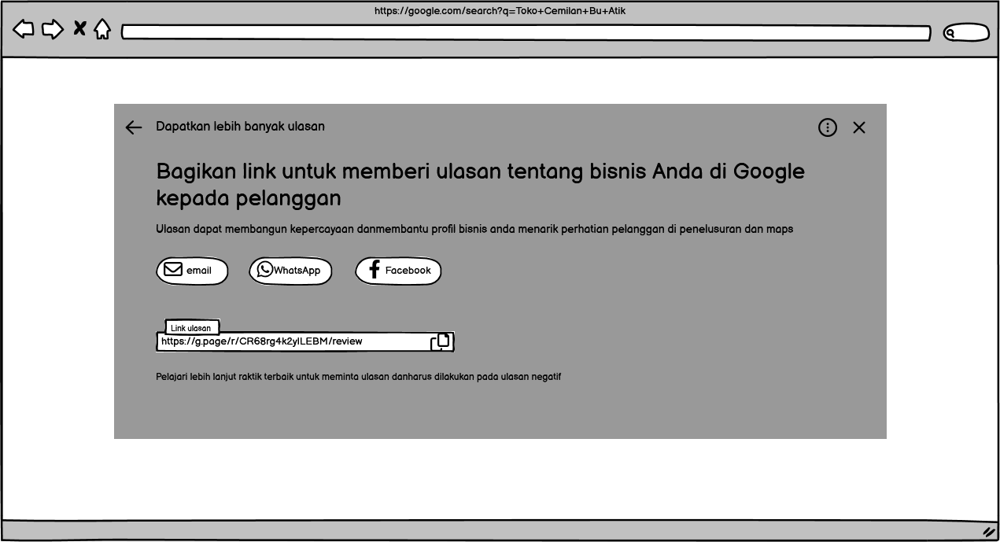 https://google.com/search?q=Toko+Cemilan+Bu+Atik
Dapatkan lebih banyak ulasan
Bagikan link untuk memberi ulasan tentang bisnis Anda di Google
kepada pelanggan
Ulasan dapat membangun kepercayaan danmembantu profil bisnis anda menarik perhatian pelanggan di penelusuran dan maps
email
WhatsApp
Facebook
Link ulasan
https://g.page/r/CR68rg4k2ylLEBM/review
Pelajari lebih lanjut raktik terbaik untuk meminta ulasan danharus dilakukan pada ulasan negatif